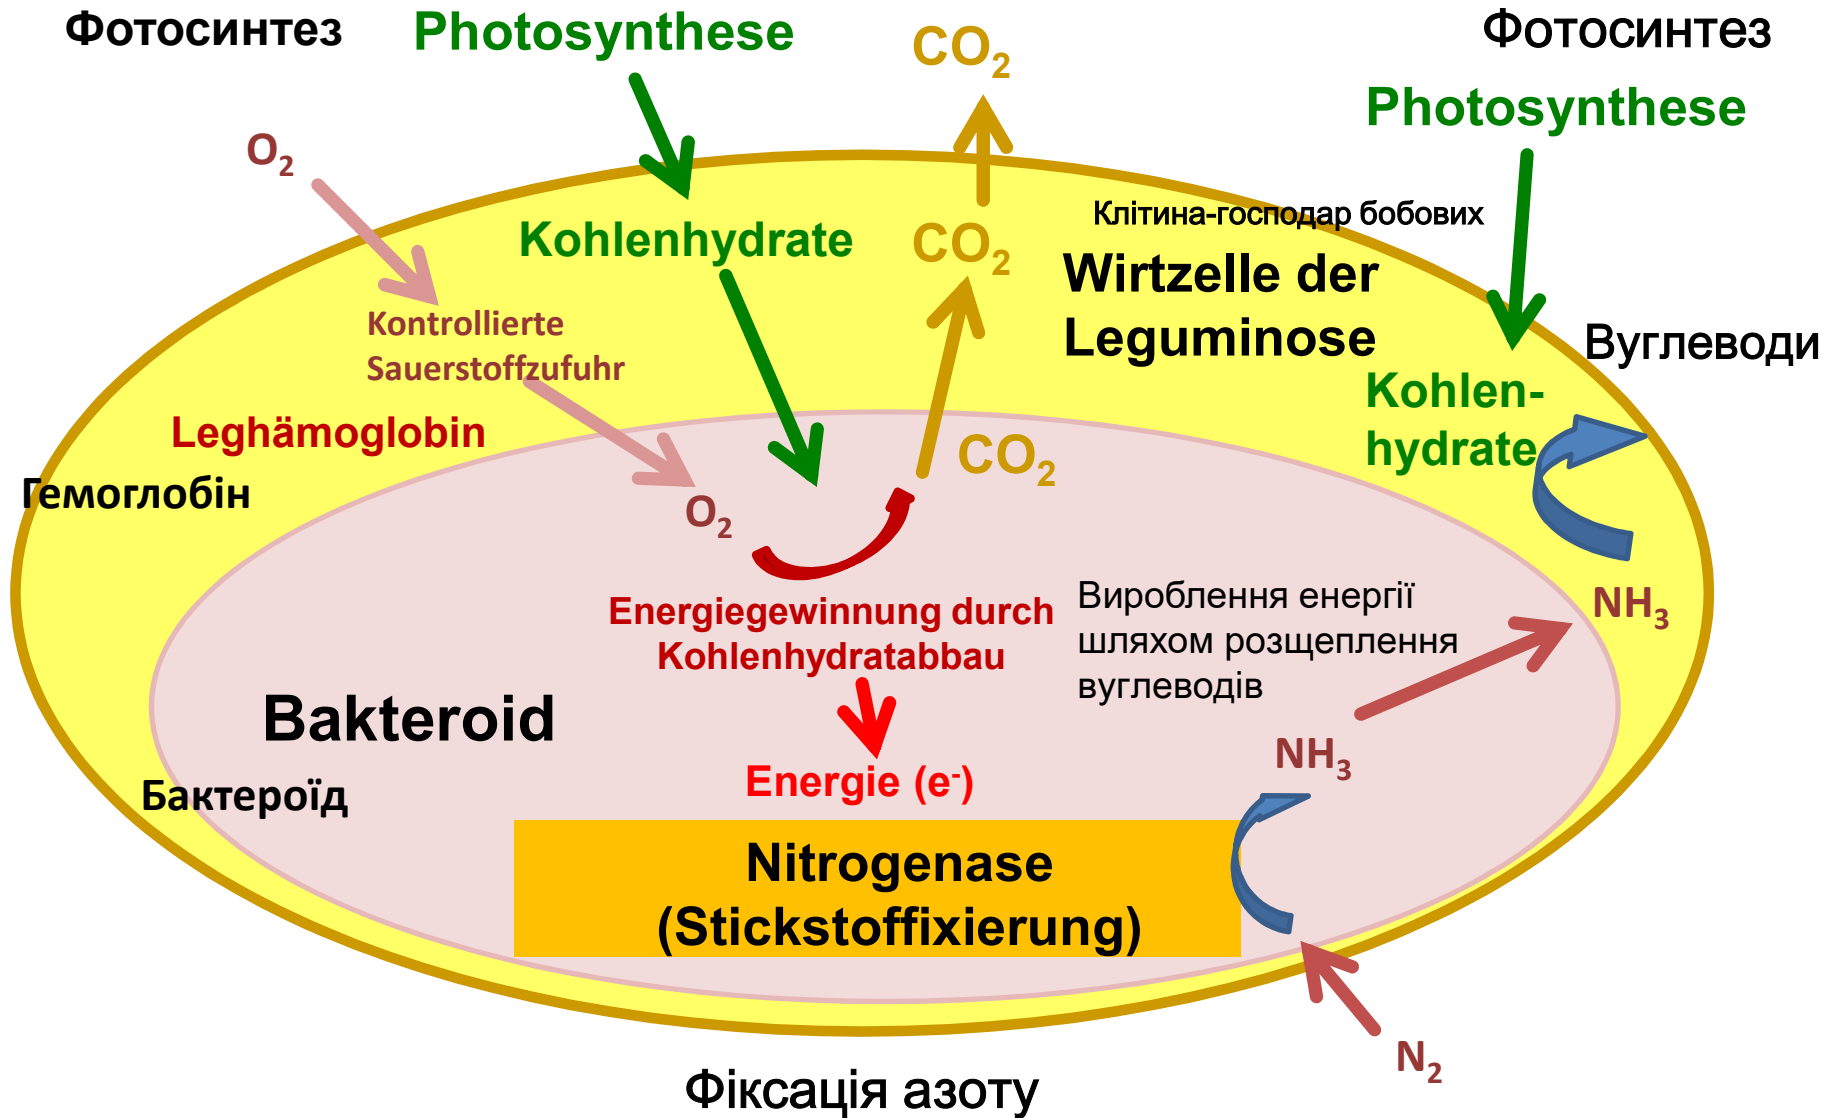 Фотосинтез
Photosynthese
CO₂
Фотосинтез
Photosynthese
O₂
Kohlenhydrate
CO₂
Клітина-господар бобових
Wirtzelle der
Leguminose
Kontrollierte
Sauerstoffzufuhr
Вуглеводи
Kohlen-
hydrate
Leghämoglobin
CO₂
Гемоглобін
O₂
Energiegewinnung durch
Kohlenhydratabbau
Вироблення енергії
шляхом розщеплення
вуглеводів
NH₃
Bakteroid
NH₃
Бактероїд
Energie (e⁻)
Nitrogenase
(Stickstoffixierung)
N₂
Фіксація азоту